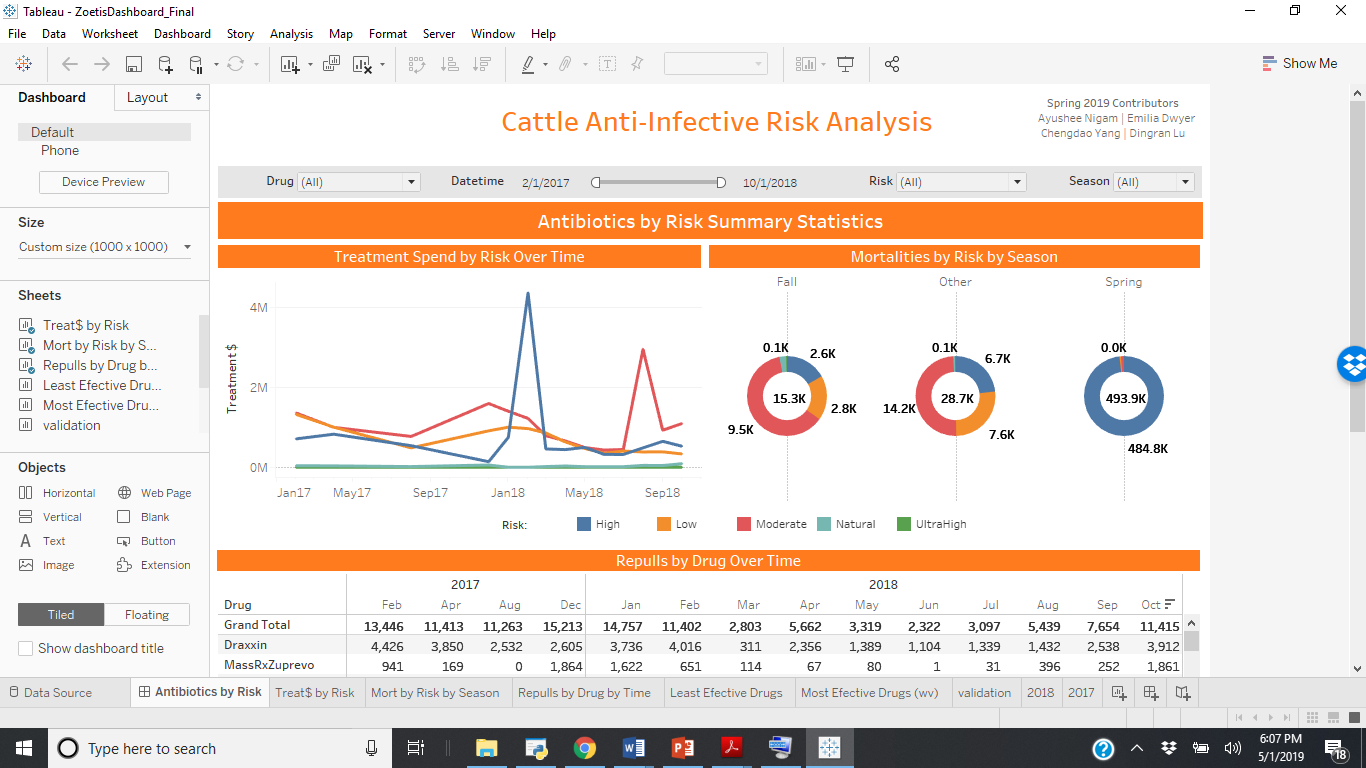 Tableau - ZoetisDashboard_Final
File Data Worksheet Dashboard Story Analysis Map Format Server Window Help
Show Me
Dashboard Layout
Default
Phone
Device Preview
Size
Custom size (1000 x 1000)
Sheets
Treat$ by Risk
Mort by Risk by S...
Repulls by Drug b...
Least Efective Dru...
Most Efective Dru...
validation
Objects
Horizontal Web Page
Vertical Blank
A Text Button
Image Extension
Tiled Floating
Show dashboard title
Cattle Anti-Infective Risk Analysis
Spring 2019 Contributors
Ayushee Nigam | Emilia Dwyer
Chengdao Yang | Dingran Lu
Drug (All) Datetime 2/1/2017 10/1/2018 Risk (All) Season (All)
Antibiotics by Risk Summary Statistics
Treatment Spend by Risk Over Time
Treatment $
4M
2M
0M
Jan17 May17 Sep17 Jan18 May18 Sep18
Mortalities by Risk by Season
Fall Other Spring
0.1K 2.6K 15.3K 2.8K 9.5K
0.1K 6.7K 14.2K 28.7K 7.6K
0.0K 493.9K 484.8K
Risk: High Low Moderate Natural UltraHigh
Repulls by Drug Over Time
2017 2018
Drug Feb Apr Aug Dec Jan Feb Mar Apr May Jun Jul Aug Sep Oct
Grand Total 13,446 11,413 11,263 15,213 14,757 11,402 2,803 5,662 3,319 2,322 3,097 5,439 7,654 11,415
Draxxin 4,426 3,850 2,532 2,605 3,736 4,016 311 2,356 1,389 1,104 1,339 1,432 2,538 3,912
MassRxZuprevo 941 169 0 1,864 1,622 651 114 67 80 1 31 396 252 1,861
Data Source Antibiotics by Risk Treat$ by Risk Mort by Risk by Season Repulls by Drug by Time Least Efective Drugs Most Efective Drugs (wv) validation 2018 2017
Type here to search
6:07 PM
5/1/2019
18